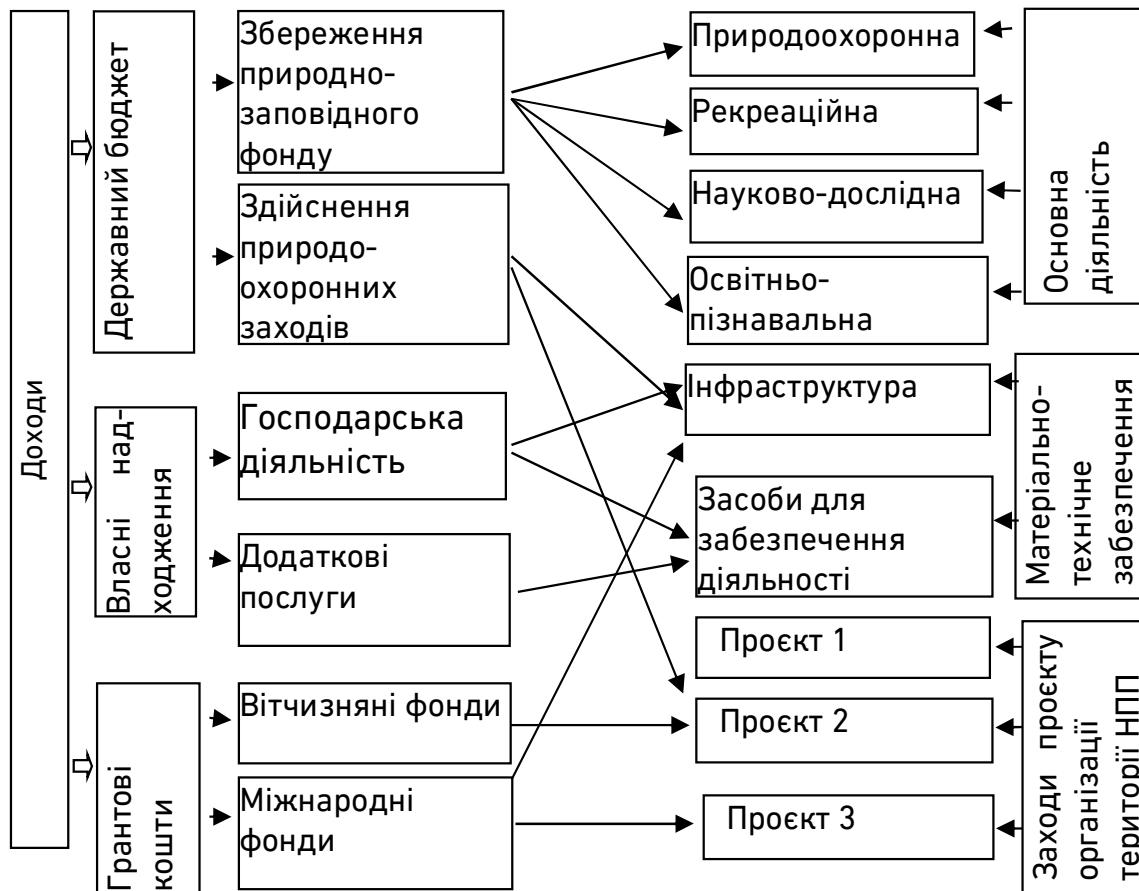 Доходи
Державний бюджет
Збереження
природно-
заповідного
фонду
Здійснення
природо-
охоронних
заходів
Власні над-
ходження
Господарська
діяльність
Додаткові
послуги
Грантові
кошти
Вітчизняні фонди
Міжнародні
фонди
Природоохоронна
Рекреаційна
Науково-дослідна
Освітньо-
пізнавальна
Інфраструктура
Засоби для
забезпечення
діяльності
Проєкт 1
Проєкт 2
Проєкт 3
Основна
діяльність
Матеріально-
технічне
забезпечення
Заходи проєкту
організації
території НПП